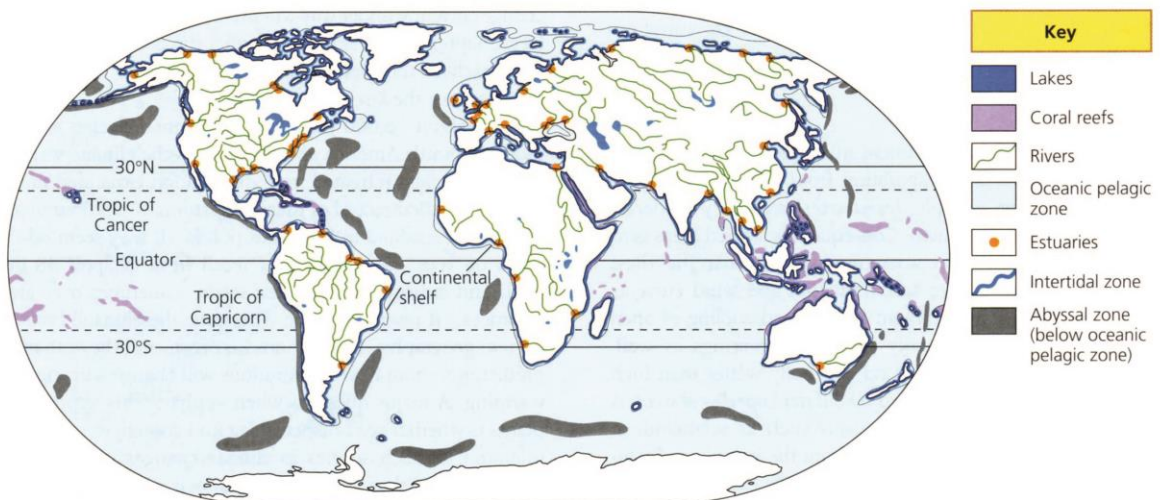 Key
Lakes
Coral reefs
Rivers
Oceanic pelagic
zone
Estuaries
Intertidal zone
Abyssal zone
(below oceanic
pelagic zone)
30°N
Tropic of
Cancer
Equator
Continental
shelf
Tropic of
Capricorn
30°S